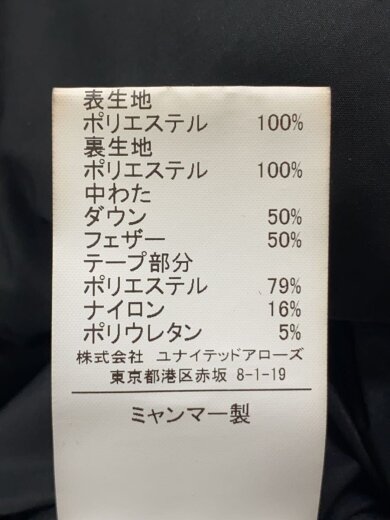 表生地
ポリエステル 100%
裏生地
ポリエステル 100%
中わた
ダウン 50%
フェザー 50%
テープ部分
ポリエステル 79%
ナイロン 16%
ポリウレタン 5%
株式会社 ユナイテッドアローズ
東京都港区赤坂 8-1-19
ミャンマー製